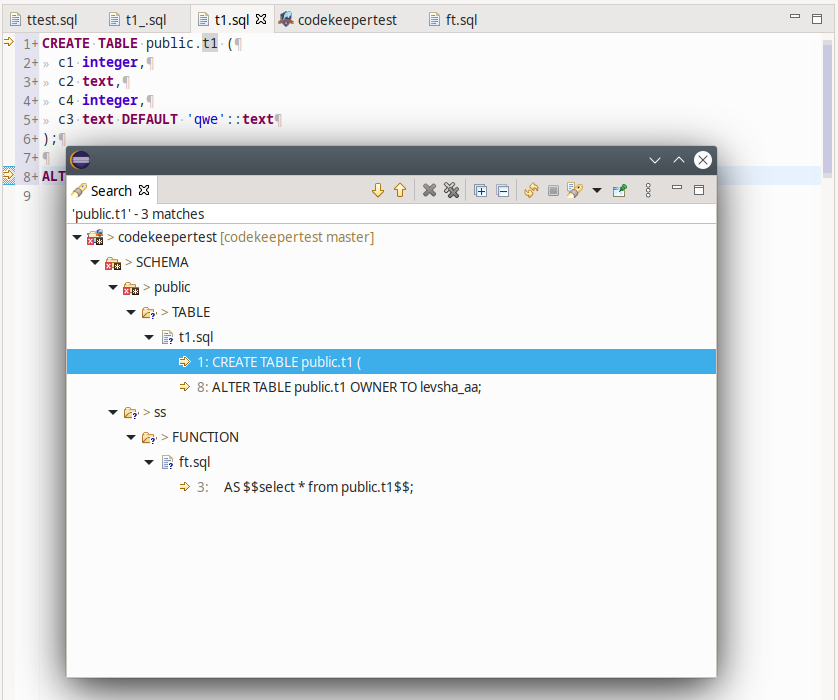 ttest.sql t1_.sql t1.sql codekeepertest ft.sql
1+ CREATE TABLE public.t1 (¶
2+ » c1 integer,¶
3+ » c2 text,¶
4+ » c4 integer,¶
5+ » c3 text DEFAULT 'qwe'::text¶
6+ );¶
7+ ¶
8+ ALT
9
Search
'public.t1' - 3 matches
> codekeepertest [codekeepertest master]
> SCHEMA
> public
> TABLE
t1.sql
1: CREATE TABLE public.t1 (
8: ALTER TABLE public.t1 OWNER TO levsha_aa;
> ss
> FUNCTION
ft.sql
3: AS $$select * from public.t1$$;